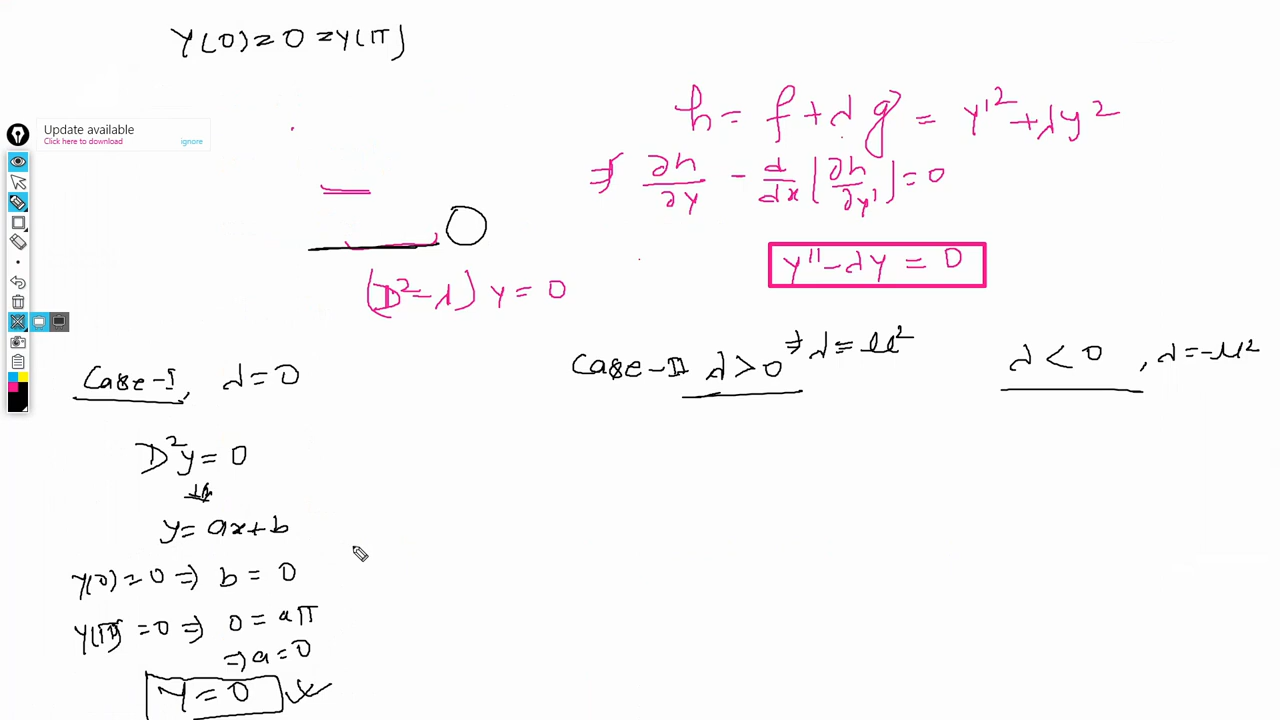 Y(0)=0=Y(π)
h = f+λg = y'²+λy²
⇒ ∂h/∂y - d/dx(∂h/∂y') = 0
Update available
Click here to download ignore
y''-λy = 0
(D²-λ) y = 0
Case-I, λ=0
Case-II λ>0 ⇒ λ=μ²
λ<0, λ=-μ²
D²y=0
y=ax+b
y(0)=0 ⇒ b=0
y(π)=0 ⇒ 0=aπ
⇒ a=0
Y=0